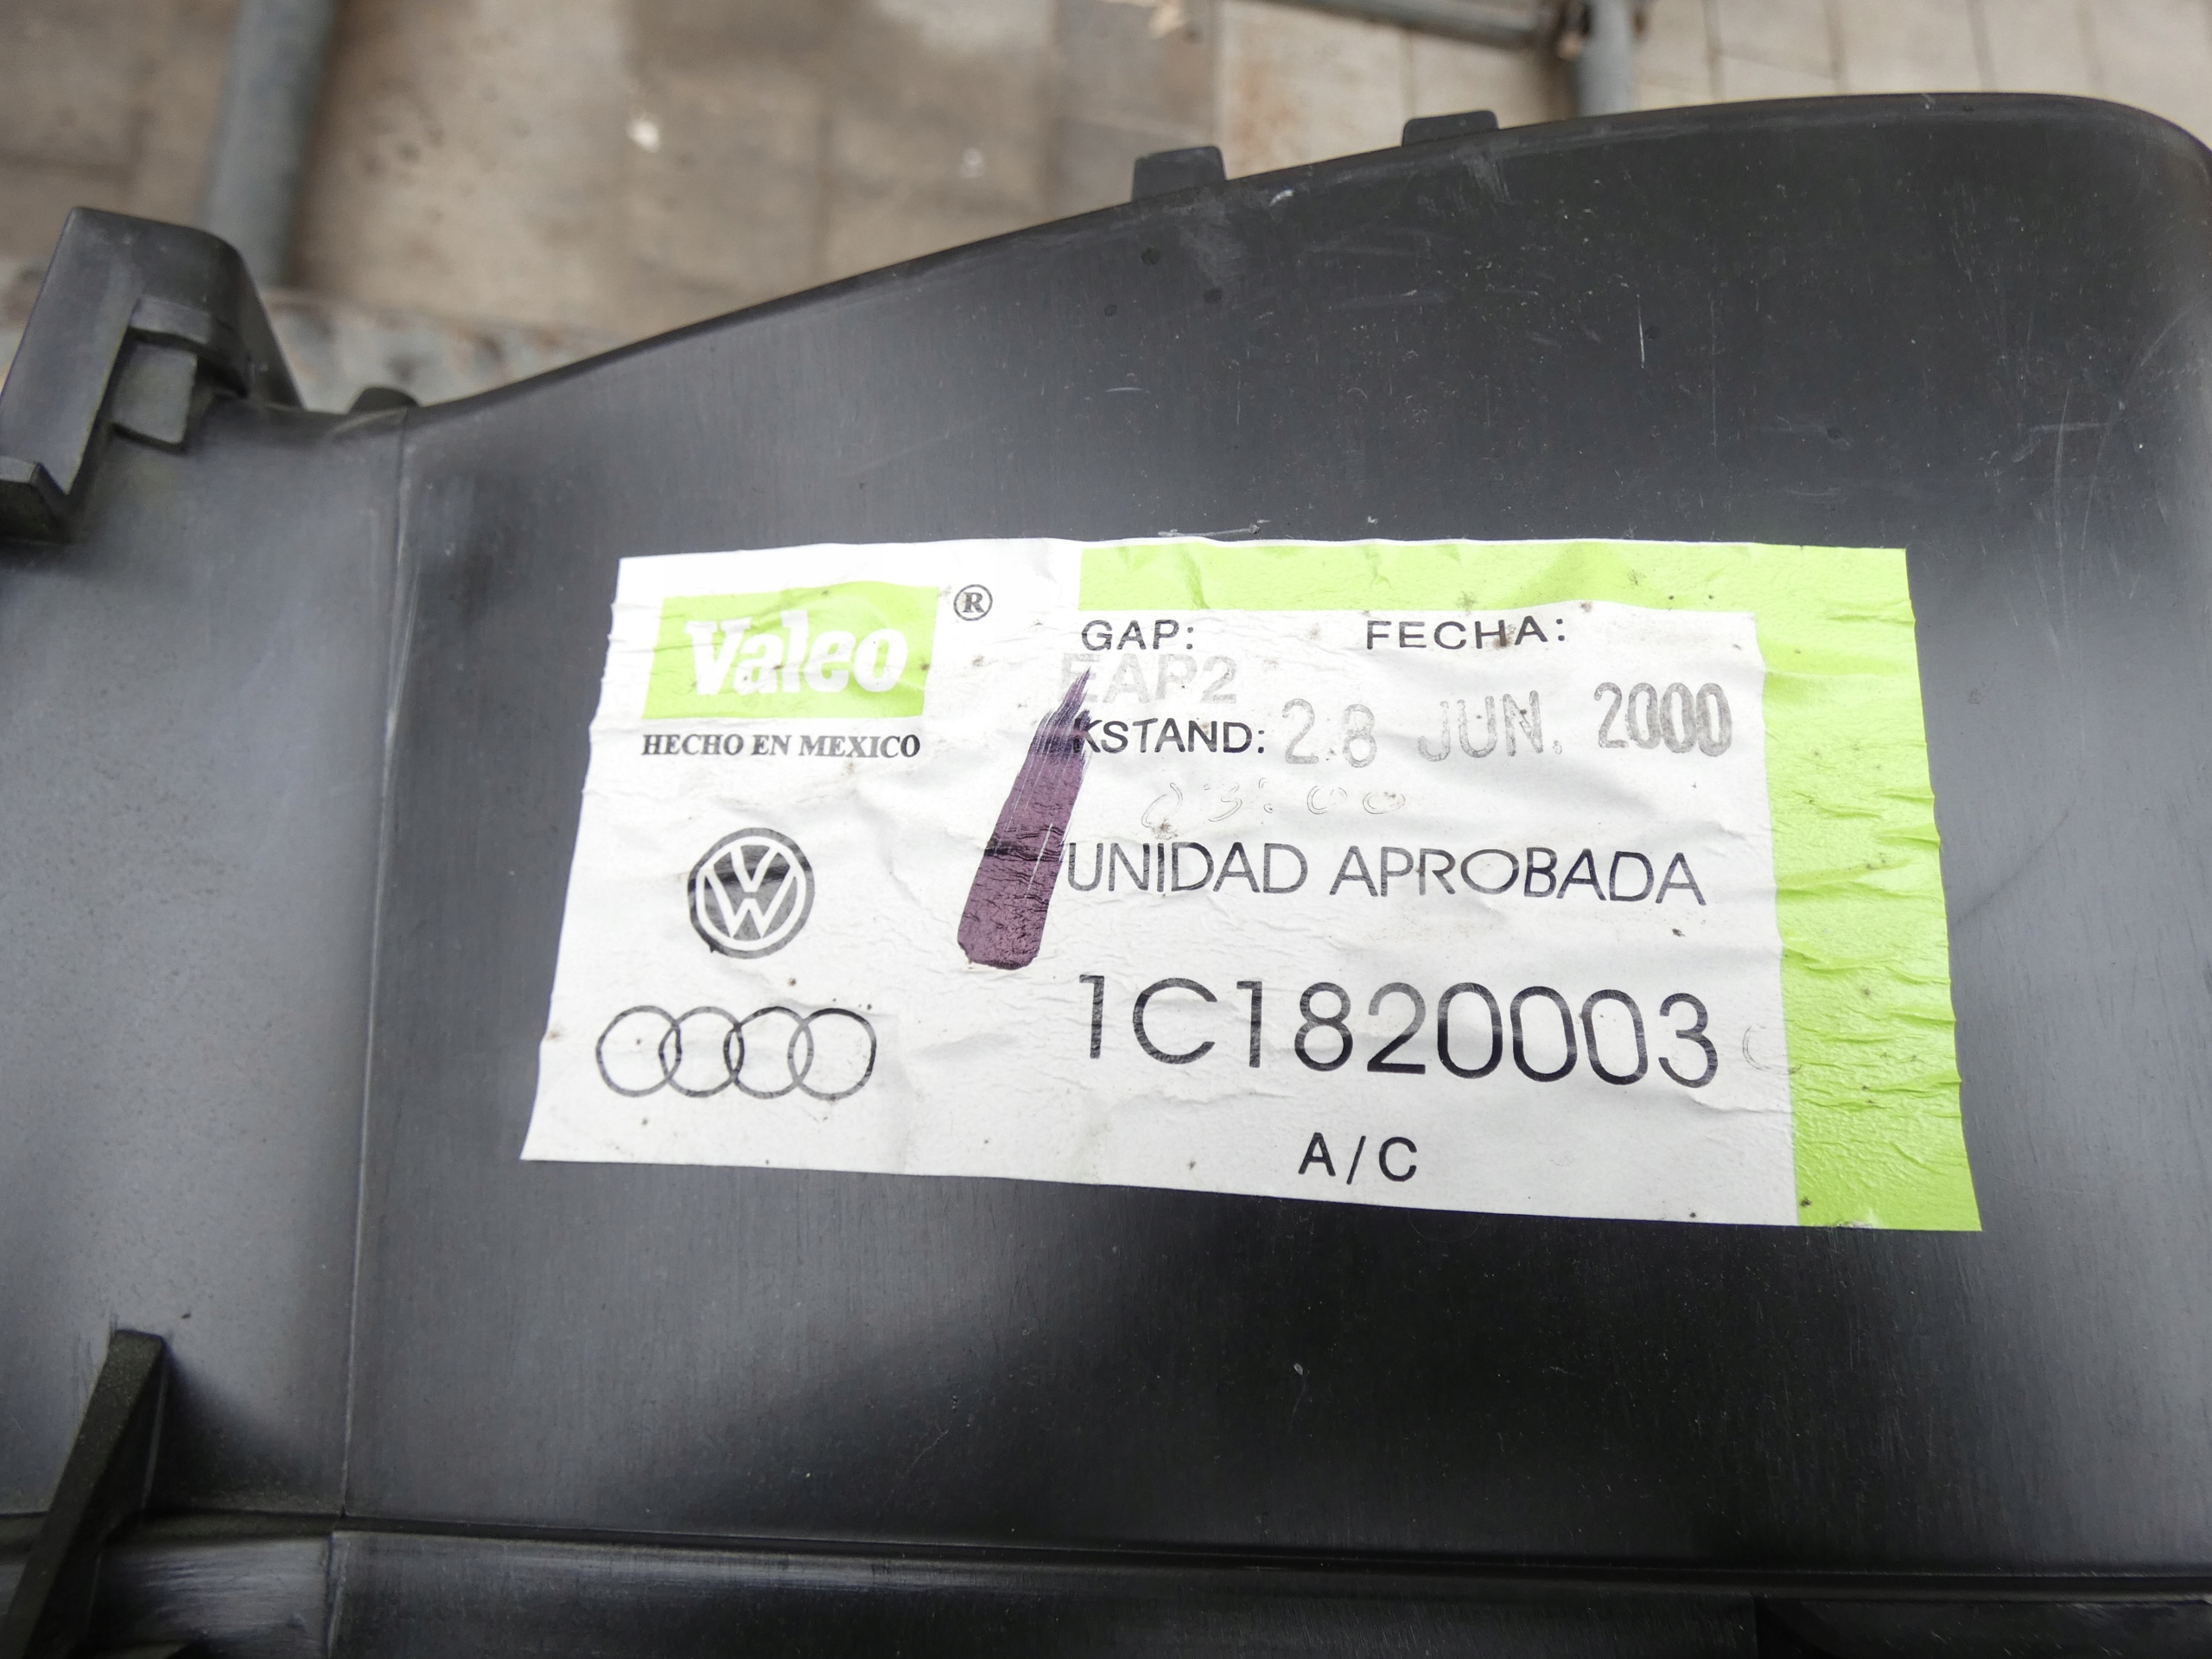 Valeo ®
HECHO EN MEXICO
GAP: FECHA:
EAP2
KSTAND: 28 JUN. 2000
UNIDAD APROBADA
1C1820003
A/C